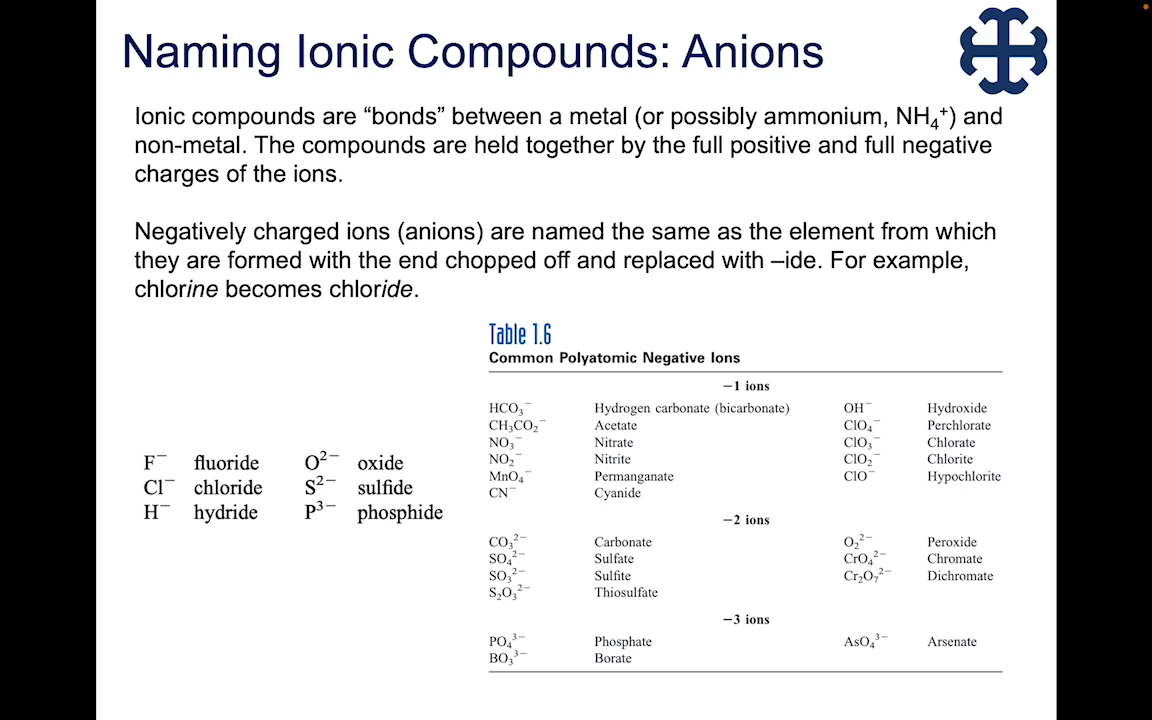 Naming Ionic Compounds: Anions
Ionic compounds are “bonds” between a metal (or possibly ammonium, NH₄⁺) and
non-metal. The compounds are held together by the full positive and full negative
charges of the ions.
Negatively charged ions (anions) are named the same as the element from which
they are formed with the end chopped off and replaced with –ide. For example,
chlorine becomes chloride.
F⁻ fluoride O²⁻ oxide
Cl⁻ chloride S²⁻ sulfide
H⁻ hydride P³⁻ phosphide
Table 1.6
Common Polyatomic Negative Ions
−1 ions
HCO₃⁻ Hydrogen carbonate (bicarbonate) OH⁻ Hydroxide
CH₃CO₂⁻ Acetate ClO₄⁻ Perchlorate
NO₃⁻ Nitrate ClO₃⁻ Chlorate
NO₂⁻ Nitrite ClO₂⁻ Chlorite
MnO₄⁻ Permanganate ClO⁻ Hypochlorite
CN⁻ Cyanide
−2 ions
CO₃²⁻ Carbonate O₂²⁻ Peroxide
SO₄²⁻ Sulfate CrO₄²⁻ Chromate
SO₃²⁻ Sulfite Cr₂O₇²⁻ Dichromate
S₂O₃²⁻ Thiosulfate
−3 ions
PO₄³⁻ Phosphate AsO₄³⁻ Arsenate
BO₃³⁻ Borate